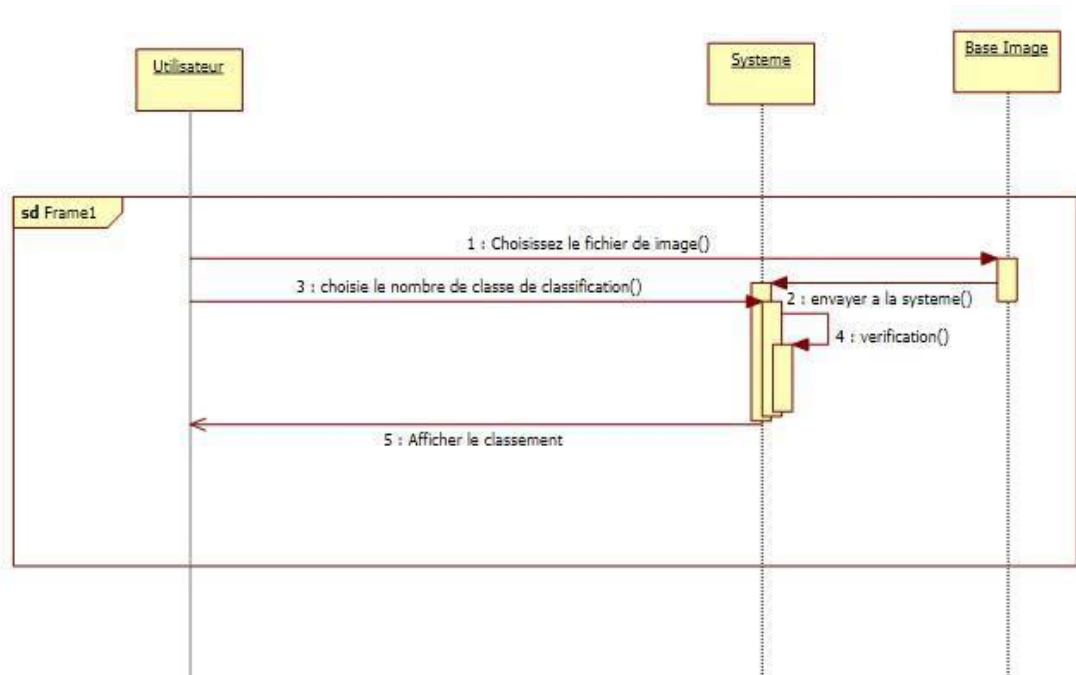 Utilisateur
Systeme
Base Image
sd Frame1
1 : Choisissez le fichier de image()
3 : choisie le nombre de classe de classification()
2 : envayer a la systeme()
4 : verification()
5 : Afficher le classement